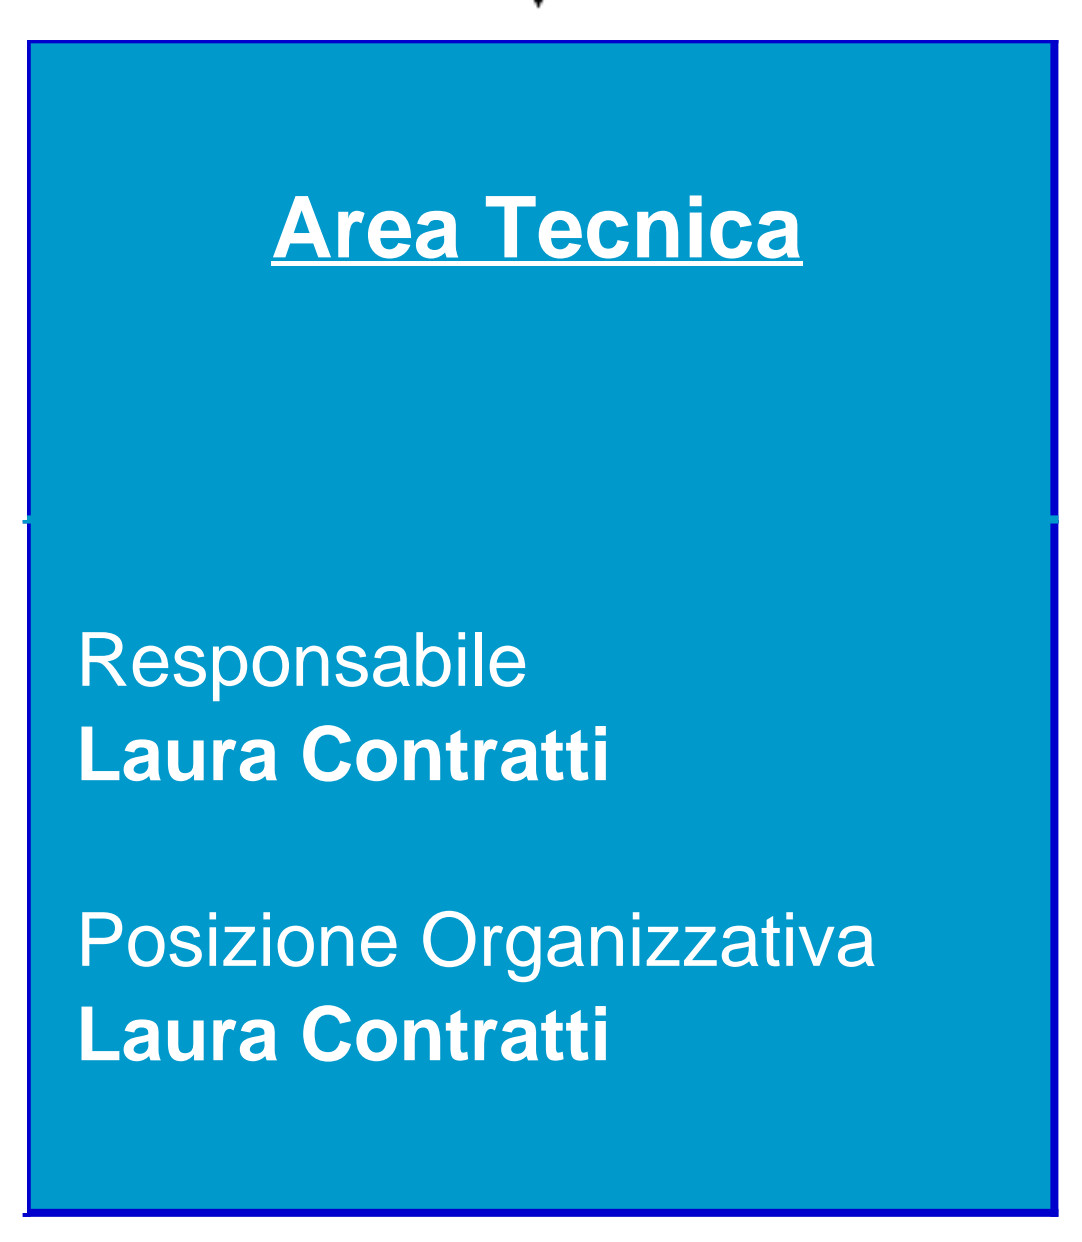 Area Tecnica
Responsabile
Laura Contratti
Posizione Organizzativa
Laura Contratti